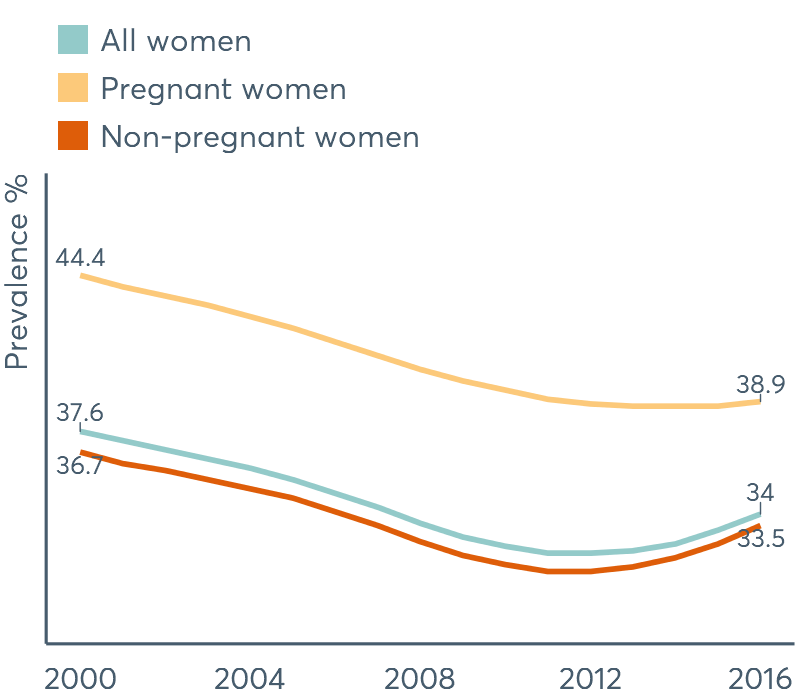 All women
Pregnant women
Non-pregnant women
Prevalence %
44.4
38.9
37.6
36.7
34
33.5
2000 2004 2008 2012 2016